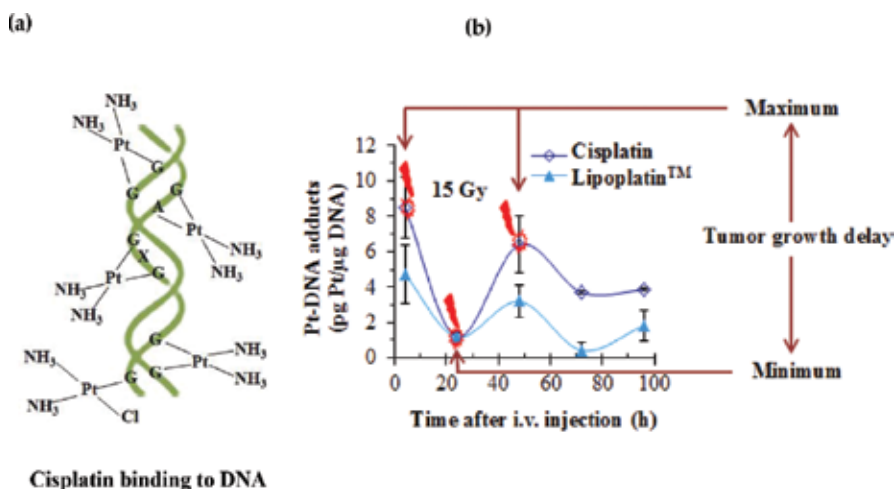 (a)
(b)
NH₃
NH₃
Pt
G
G
G
A
Pt
NH₃
NH₃
G
X
G
Pt
NH₃
NH₃
G
Pt
NH₃
NH₃
G
G
NH₃
Pt
NH₃
Cl
Cisplatin binding to DNA
Maximum
Tumor growth delay
Minimum
Cisplatin
Lipoplatin™
15 Gy
Pt-DNA adducts
(pg Pt/µg DNA)
12
10
8
6
4
2
0
0
20
40
60
80
100
Time after i.v. injection (h)